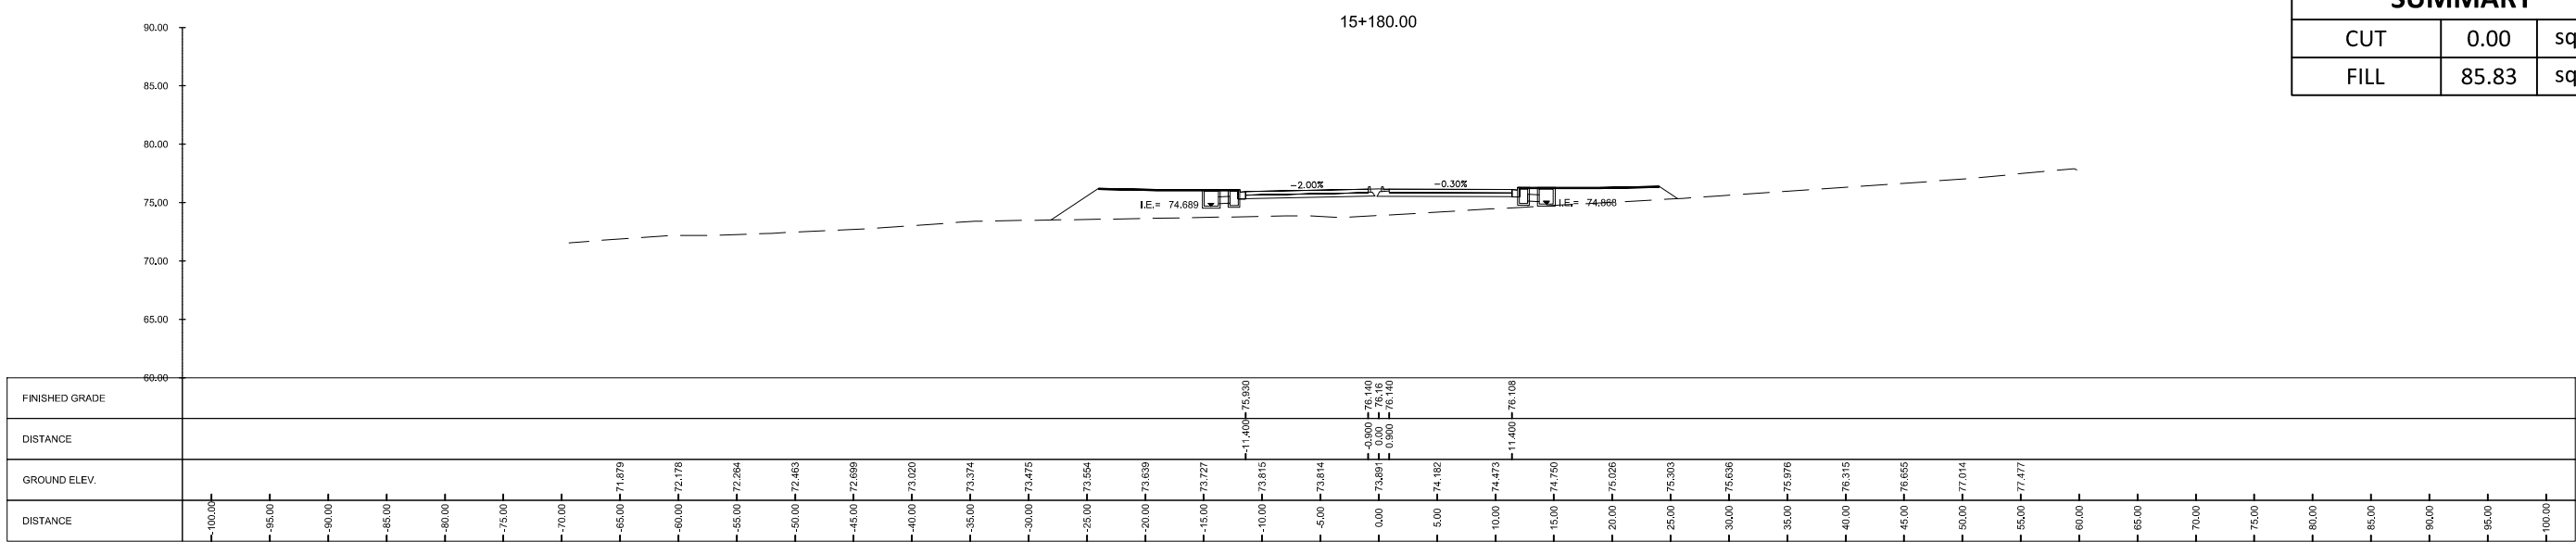 15+180.00
SUMMARY
CUT 0.00 sq
FILL 85.83 sq
90.00
85.00
80.00
75.00
70.00
65.00
60.00
-2.00% -0.30%
I.E.= 74.689 I.E.= 74.868
FINISHED GRADE 75.930 76.140 76.16 76.140 76.108
DISTANCE -11.400 -0.900 0.00 0.900 11.400
GROUND ELEV. 71.879 72.178 72.264 72.463 72.699 73.020 73.374 73.475 73.554 73.639 73.727 73.815 73.814 73.891 74.182 74.473 74.750 75.026 75.303 75.636 75.976 76.315 76.655 77.014 77.477
DISTANCE -100.00 -95.00 -90.00 -85.00 -80.00 -75.00 -70.00 -65.00 -60.00 -55.00 -50.00 -45.00 -40.00 -35.00 -30.00 -25.00 -20.00 -15.00 -10.00 -5.00 0.00 5.00 10.00 15.00 20.00 25.00 30.00 35.00 40.00 45.00 50.00 55.00 60.00 65.00 70.00 75.00 80.00 85.00 90.00 95.00 100.00